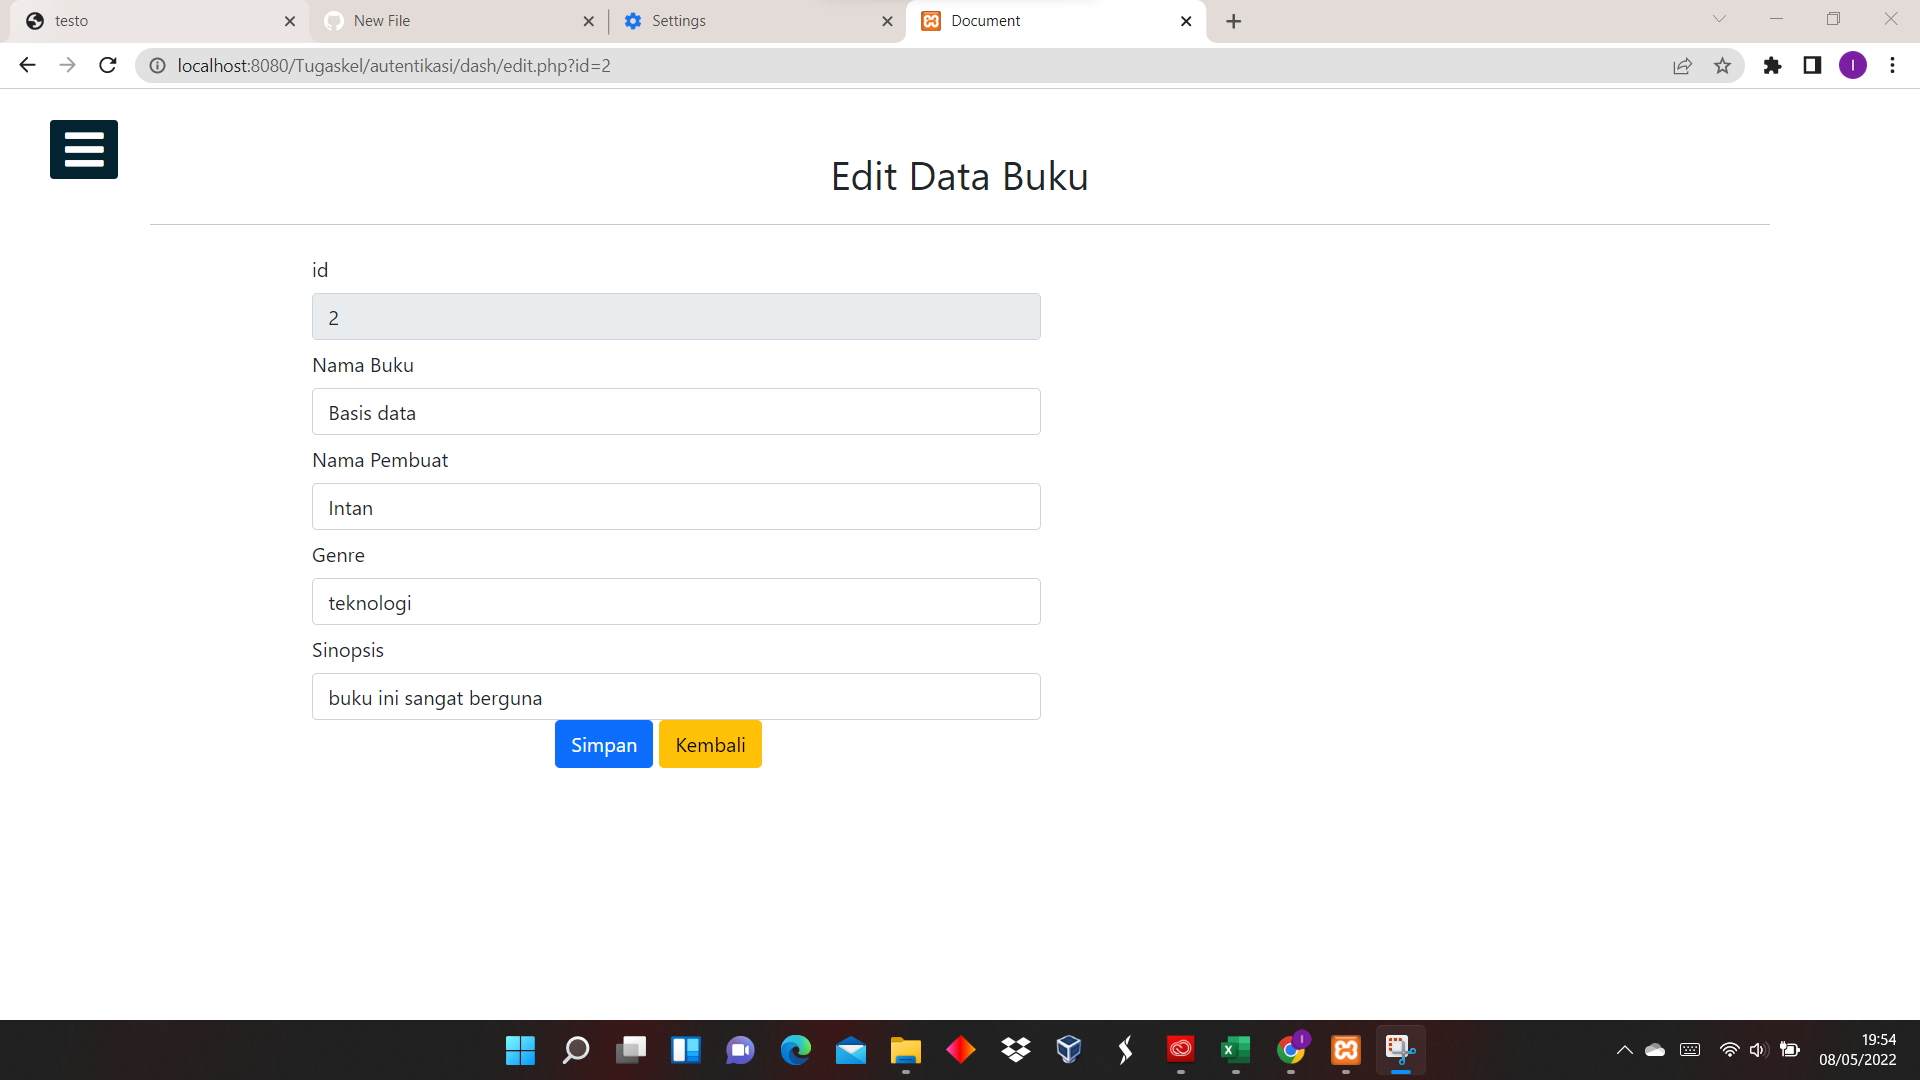 testo
New File
Settings
Document
localhost:8080/Tugaskel/autentikasi/dash/edit.php?id=2
I
Edit Data Buku
id
2
Nama Buku
Basis data
Nama Pembuat
Intan
Genre
teknologi
Sinopsis
buku ini sangat berguna
Simpan Kembali
I
19:54
08/05/2022